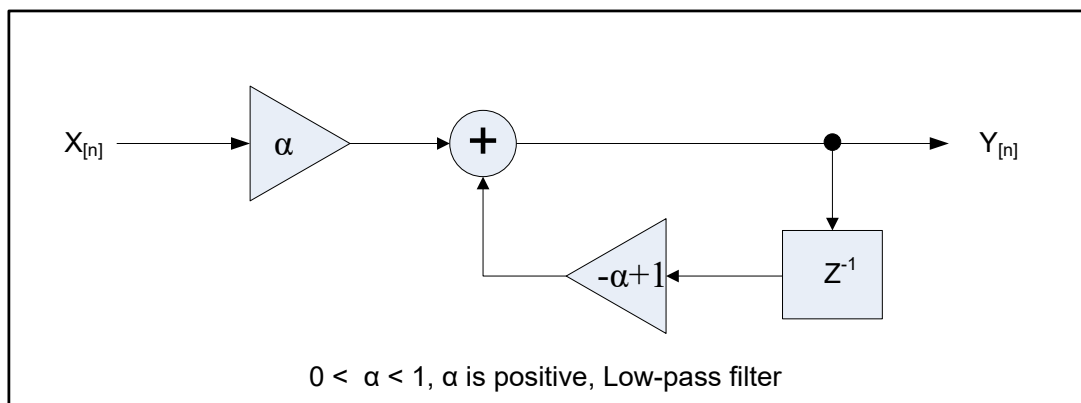 X[n]
α
+
Y[n]
-α+1
Z-1
0 < α < 1, α is positive, Low-pass filter